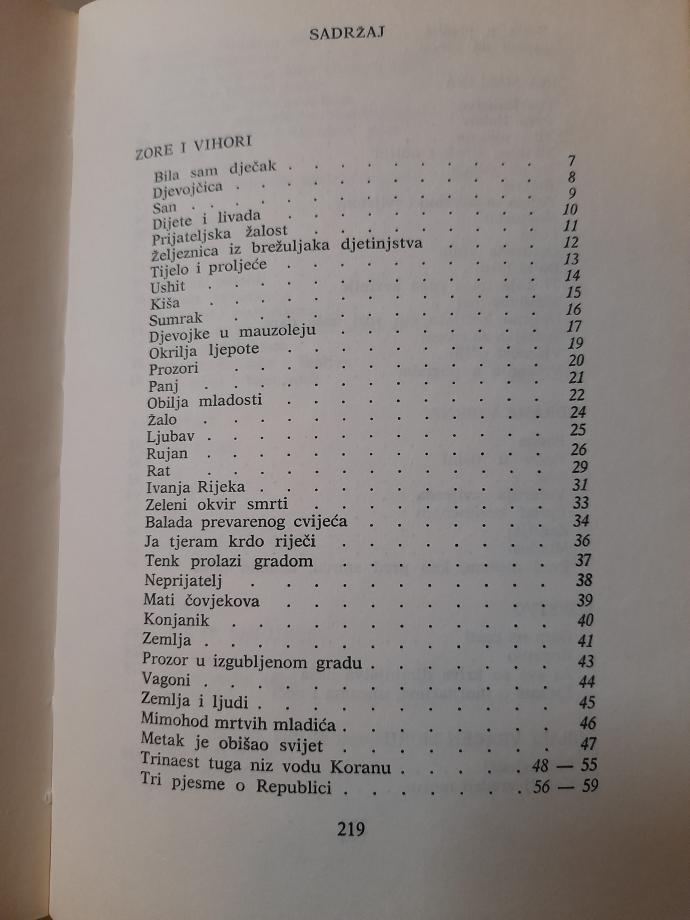 SADRŽAJ
ZORE I VIHORI
Bila sam dječak . . . . . . . . . . 7
Djevojčica . . . . . . . . . . . . 8
San . . . . . . . . . . . . . 9
Dijete i livada . . . . . . . . . . 10
Prijateljska žalost . . . . . . . . . 11
Željeznica iz brežuljaka djetinjstva . . . . 12
Tijelo i proljeće . . . . . . . . . . 13
Ushit . . . . . . . . . . . . . 14
Kiša . . . . . . . . . . . . . 15
Sumrak . . . . . . . . . . . . 16
Djevojke u mauzoleju . . . . . . . . 17
Okrilja ljepote . . . . . . . . . . 19
Prozori . . . . . . . . . . . . 20
Panj . . . . . . . . . . . . . 21
Obilja mladosti . . . . . . . . . . 22
Žalo . . . . . . . . . . . . . 24
Ljubav . . . . . . . . . . . . . 25
Rujan . . . . . . . . . . . . . 26
Rat . . . . . . . . . . . . . 29
Ivanja Rijeka . . . . . . . . . . . 31
Zeleni okvir smrti . . . . . . . . . . 33
Balada prevarenog cvijeća . . . . . . . 34
Ja tjeram krdo riječi . . . . . . . . 36
Tenk prolazi gradom . . . . . . . . 37
Neprijatelj . . . . . . . . . . . 38
Mati čovjekova . . . . . . . . . . 39
Konjanik . . . . . . . . . . . . 40
Zemlja . . . . . . . . . . . . . 41
Prozor u izgubljenom gradu . . . . . . . 43
Vagoni . . . . . . . . . . . . . 44
Zemlja i ljudi . . . . . . . . . . . 45
Mimohod mrtvih mladića . . . . . . . . 46
Metak je obišao svijet . . . . . . . . 47
Trinaest tuga niz vodu Koranu . . . . . 48 — 55
Tri pjesme o Republici . . . . . . . 56 — 59
219